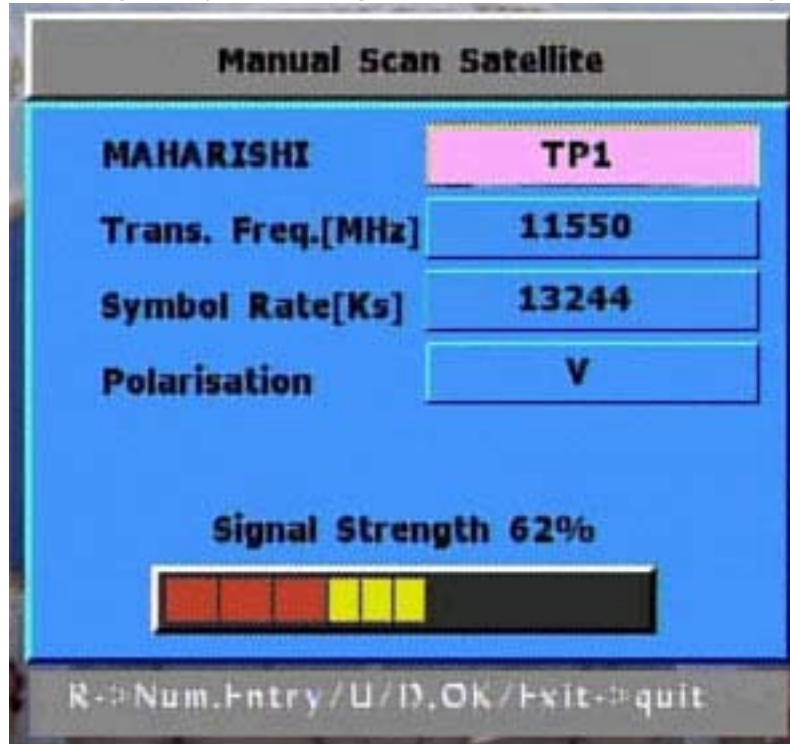 Manual Scan Satellite
MAHARISHI TP1
Trans. Freq.[MHz] 11550
Symbol Rate[Ks] 13244
Polarisation V
Signal Strength 62%
R->Num.Entry/U/D.OK/Exit->quit